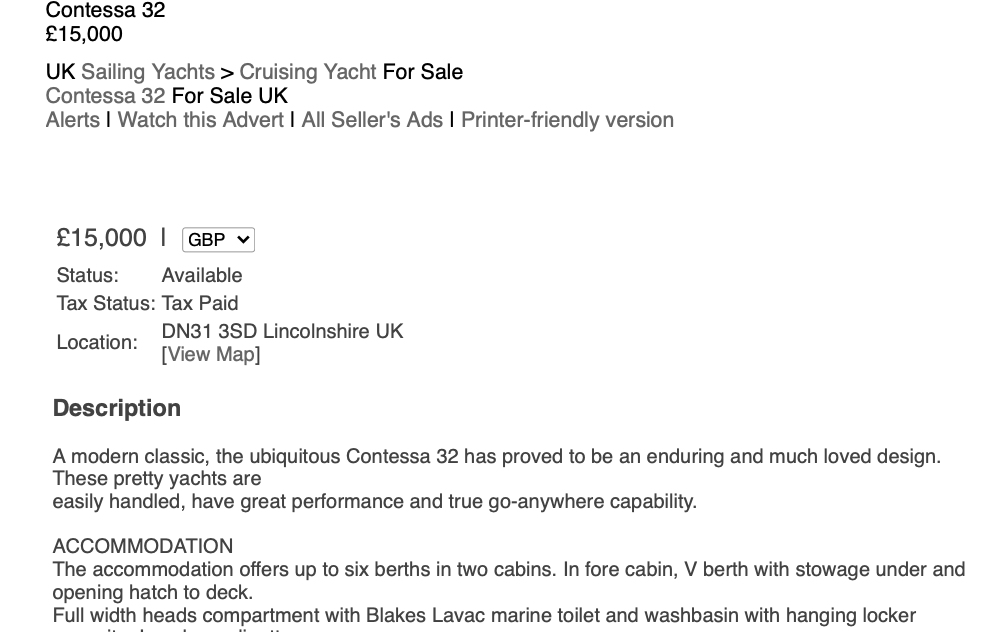 Contessa 32
£15,000
UK Sailing Yachts > Cruising Yacht For Sale
Contessa 32 For Sale UK
Alerts | Watch this Advert | All Seller's Ads | Printer-friendly version
£15,000 | GBP
Status: Available
Tax Status: Tax Paid
Location: DN31 3SD Lincolnshire UK
[View Map]
Description
A modern classic, the ubiquitous Contessa 32 has proved to be an enduring and much loved design.
These pretty yachts are
easily handled, have great performance and true go-anywhere capability.
ACCOMMODATION
The accommodation offers up to six berths in two cabins. In fore cabin, V berth with stowage under and
opening hatch to deck.
Full width heads compartment with Blakes Lavac marine toilet and washbasin with hanging locker